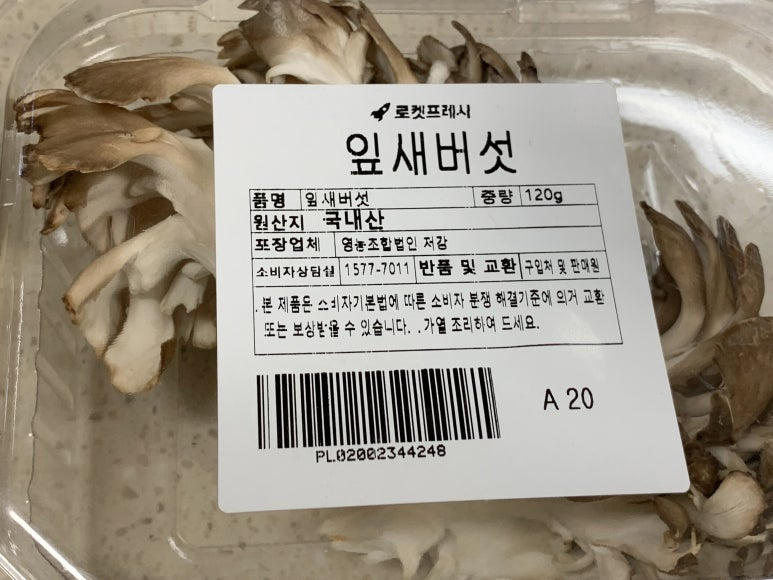 로켓프레시
잎새버섯
품명 잎새버섯 중량 120g
원산지 국내산
포장업체 영농조합법인 저감
소비자상담실 1577-7011 반품 및 교환 구입처 및 판매원
. 본 제품은 소비자기본법에 따른 소비자 분쟁 해결기준에 의거 교환
또는 보상받을 수 있습니다. . 가열 조리하여 드세요.
A 20
PL02002344248